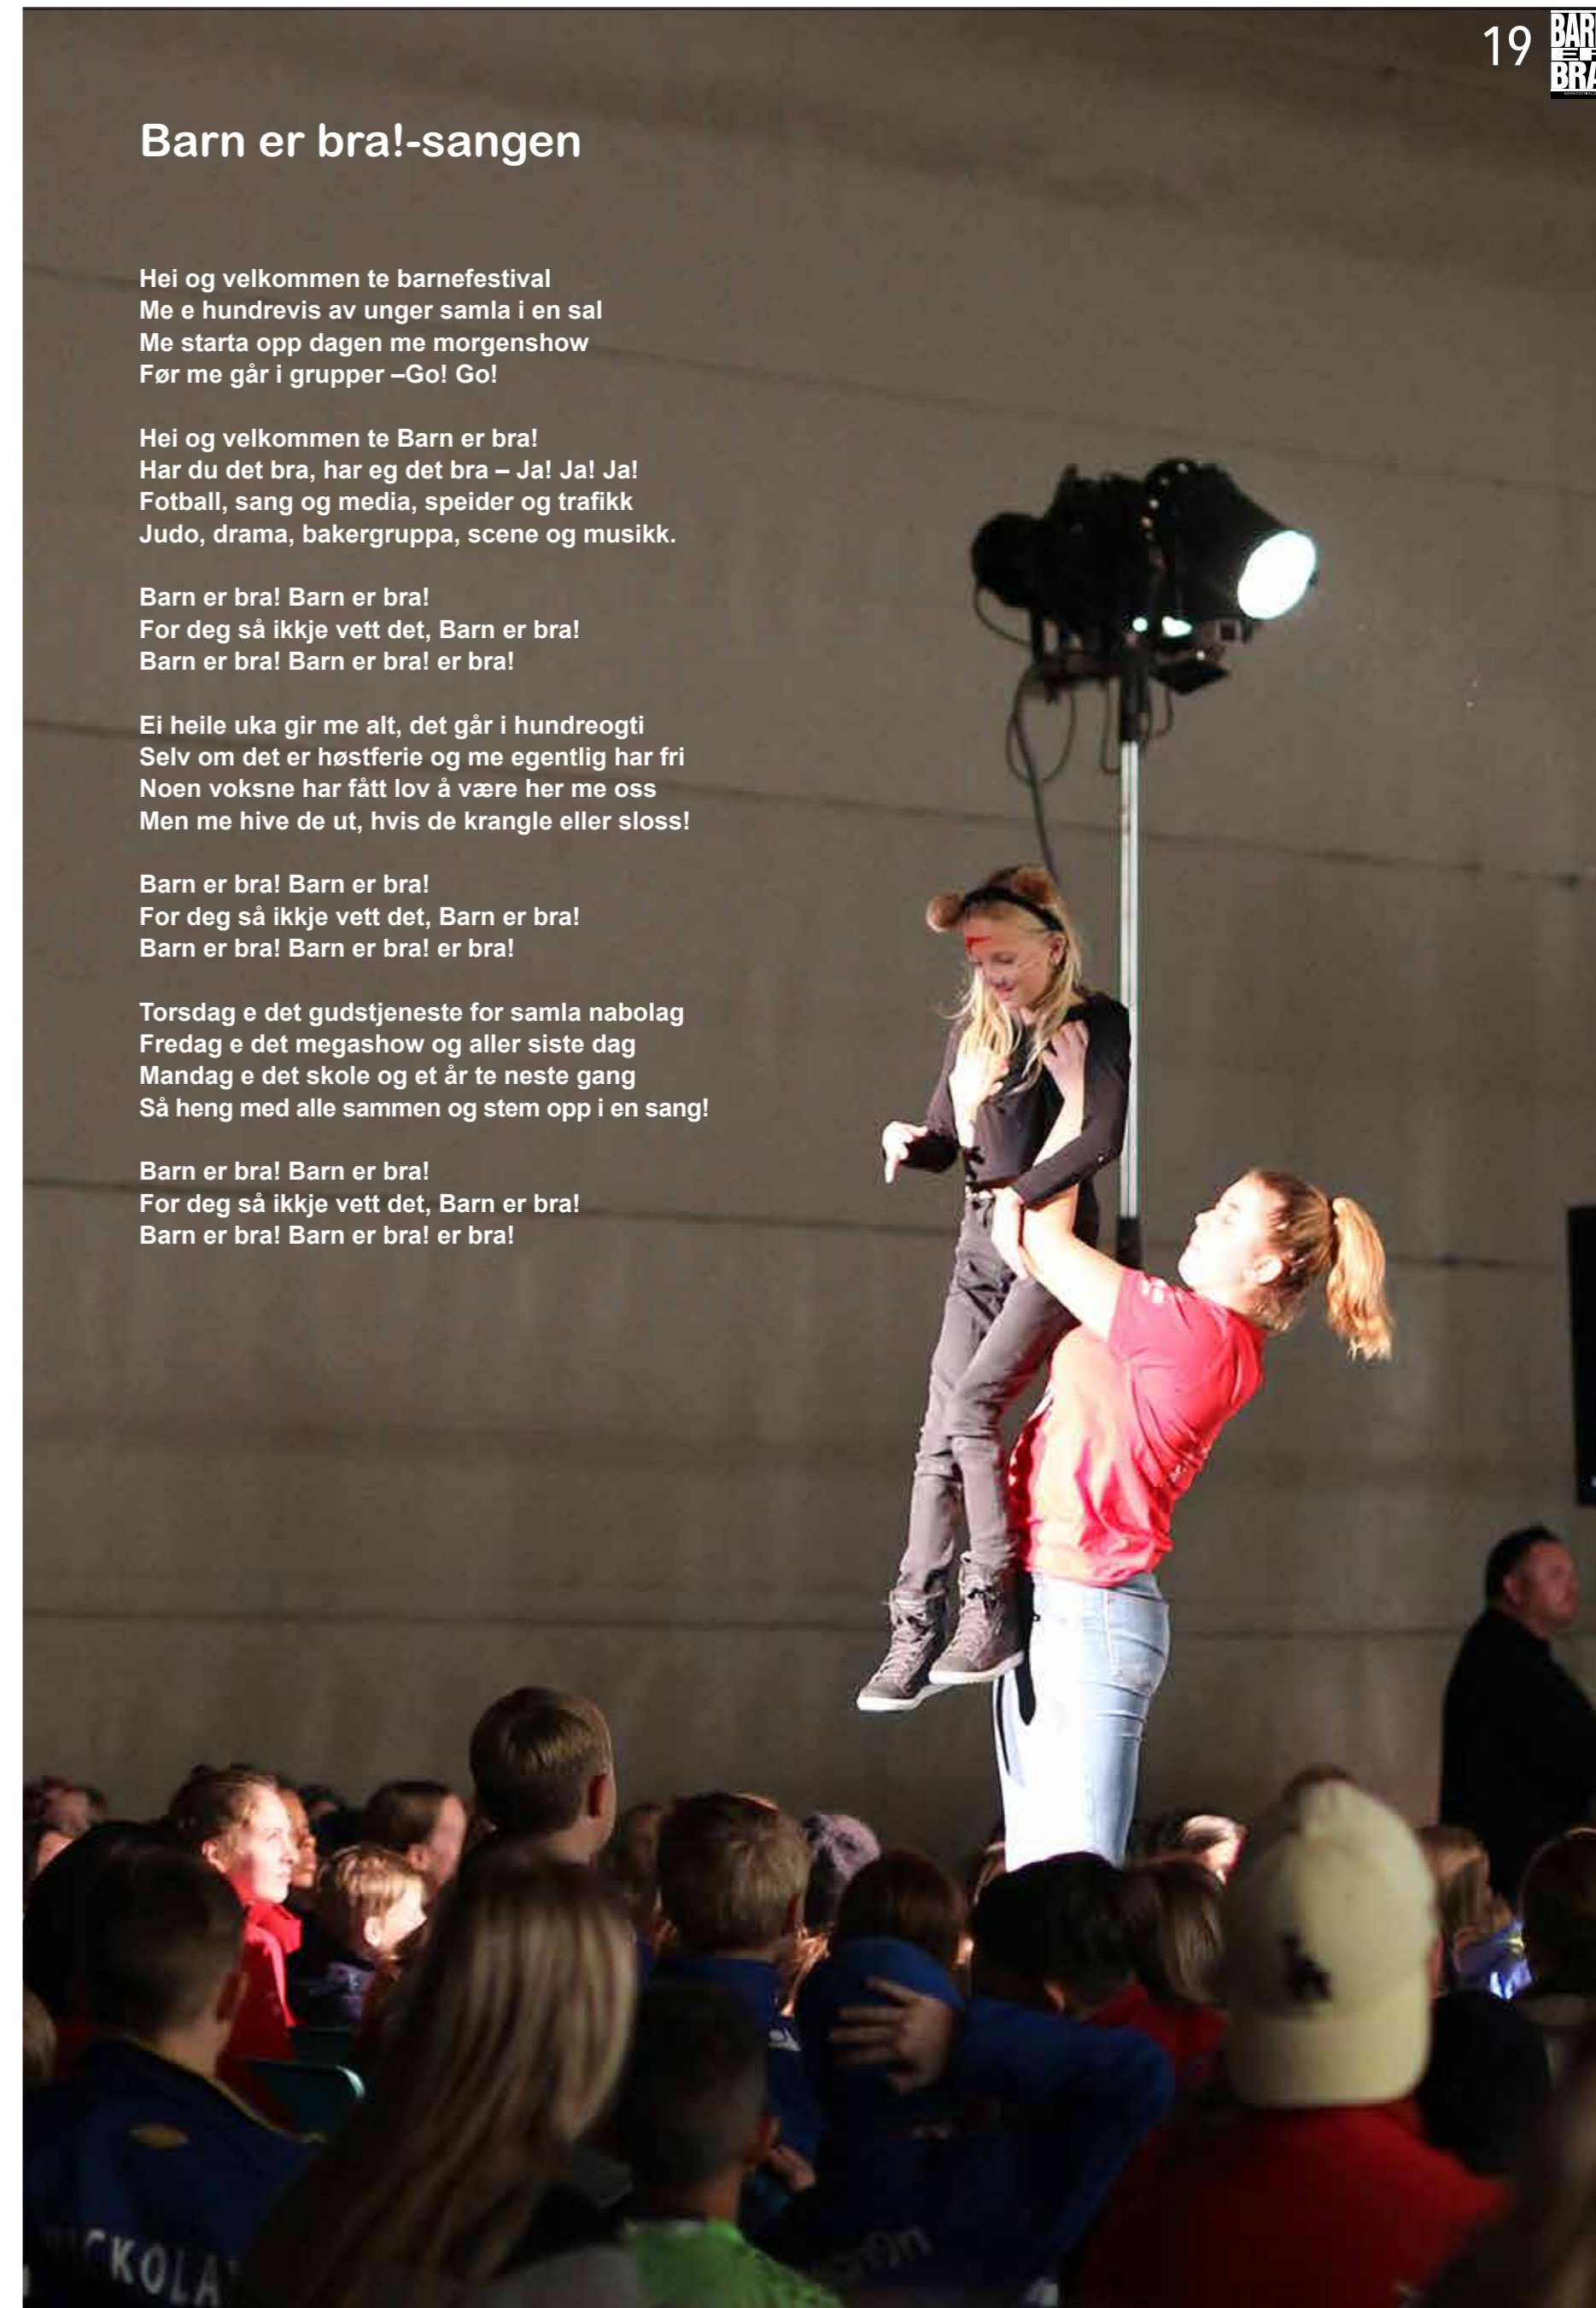 19
Barn er bra!-sangen
Hei og velkommen te barnefestival
Me e hundrevis av unger samla i en sal
Me starta opp dagen me morgenshow
Før me går i grupper –Go! Go!
Hei og velkommen te Barn er bra!
Har du det bra, har eg det bra – Ja! Ja! Ja!
Fotball, sang og media, speider og trafikk
Judo, drama, bakergruppa, scene og musikk.
Barn er bra! Barn er bra!
For deg så ikkje vett det, Barn er bra!
Barn er bra! Barn er bra! er bra!
Ei heile uka gir me alt, det går i hundreogti
Selv om det er høstferie og me egentlig har fri
Noen voksne har fått lov å være her me oss
Men me hive de ut, hvis de krangle eller sloss!
Barn er bra! Barn er bra!
For deg så ikkje vett det, Barn er bra!
Barn er bra! Barn er bra! er bra!
Torsdag e det gudstjeneste for samla nabolag
Fredag e det megashow og aller siste dag
Mandag e det skole og et år te neste gang
Så heng med alle sammen og stem opp i en sang!
Barn er bra! Barn er bra!
For deg så ikkje vett det, Barn er bra!
Barn er bra! Barn er bra! er bra!